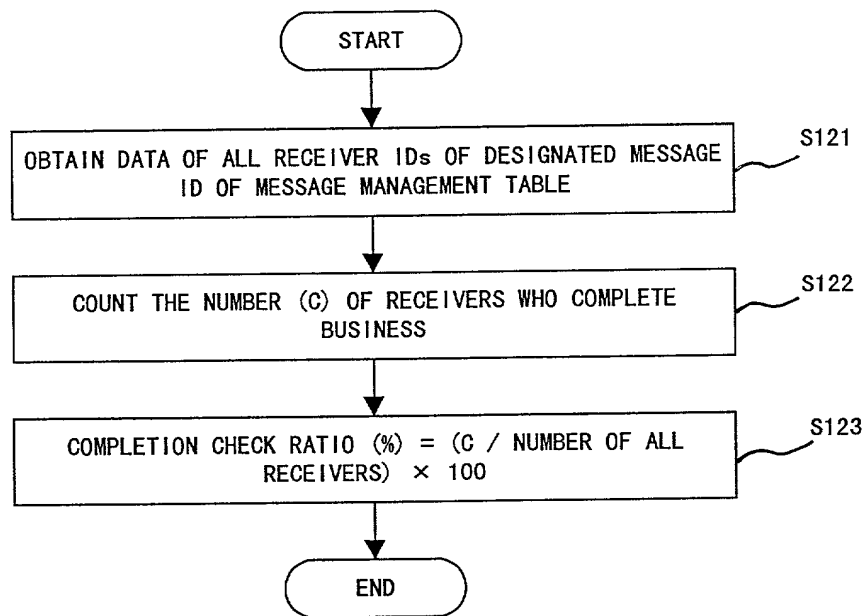 START
OBTAIN DATA OF ALL RECEIVER IDs OF DESIGNATED MESSAGE
ID OF MESSAGE MANAGEMENT TABLE
S121
COUNT THE NUMBER (C) OF RECEIVERS WHO COMPLETE
BUSINESS
S122
COMPLETION CHECK RATIO (%) = (C / NUMBER OF ALL
RECEIVERS) × 100
S123
END